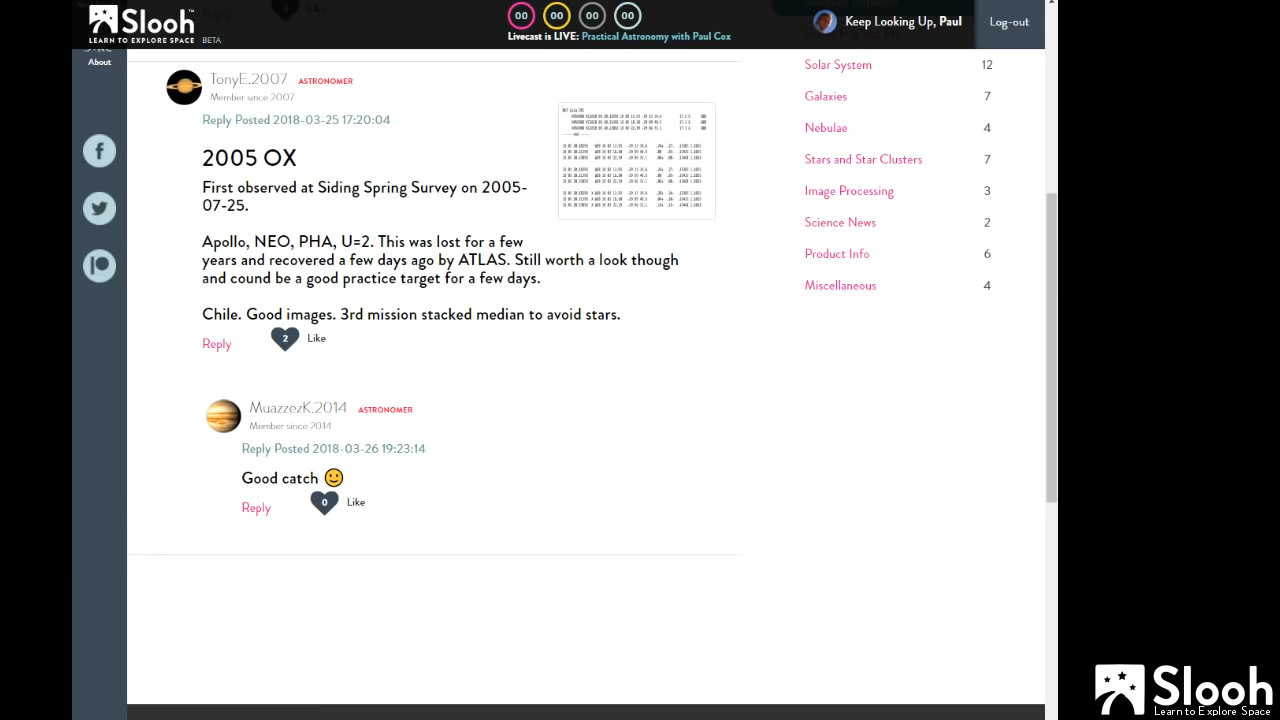 Slooh™
LEARN TO EXPLORE SPACE BETA
00 00 00 00
Livecast is LIVE: Practical Astronomy with Paul Cox
Keep Looking Up, Paul
Log-out
About
TonyE.2007 ASTRONOMER
Member since 2007
Reply Posted 2018-03-25 17:20:04
2005 OX
First observed at Siding Spring Survey on 2005-
07-25.
Apollo, NEO, PHA, U=2. This was lost for a few
years and recovered a few days ago by ATLAS. Still worth a look though
and cound be a good practice target for a few days.
Chile. Good images. 3rd mission stacked median to avoid stars.
Reply 2 Like
MuazzezK.2014 ASTRONOMER
Member since 2014
Reply Posted 2018-03-26 19:23:14
Good catch 🙂
Reply 0 Like
Solar System 12
Galaxies 7
Nebulae 4
Stars and Star Clusters 7
Image Processing 3
Science News 2
Product Info 6
Miscellaneous 4
Slooh
Learn to Explore Space